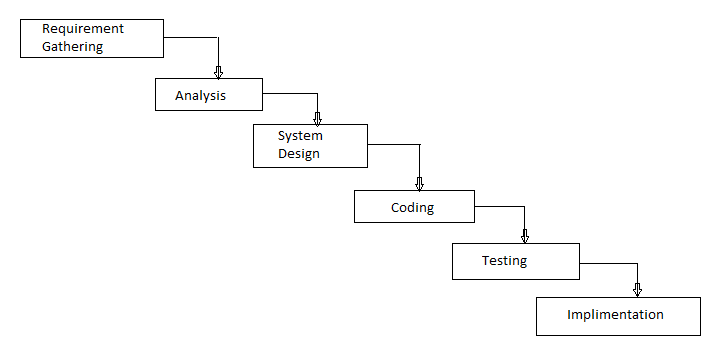 Requirement
Gathering
Analysis
System
Design
Coding
Testing
Implimentation